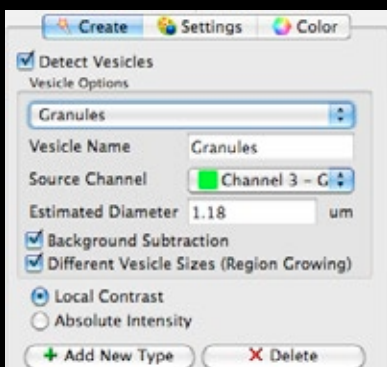 Create Settings Color
Detect Vesicles
Vesicle Options
Granules
Vesicle Name Granules
Source Channel Channel 3 - G
Estimated Diameter 1.18 um
Background Subtraction
Different Vesicle Sizes (Region Growing)
Local Contrast
Absolute Intensity
Add New Type Delete